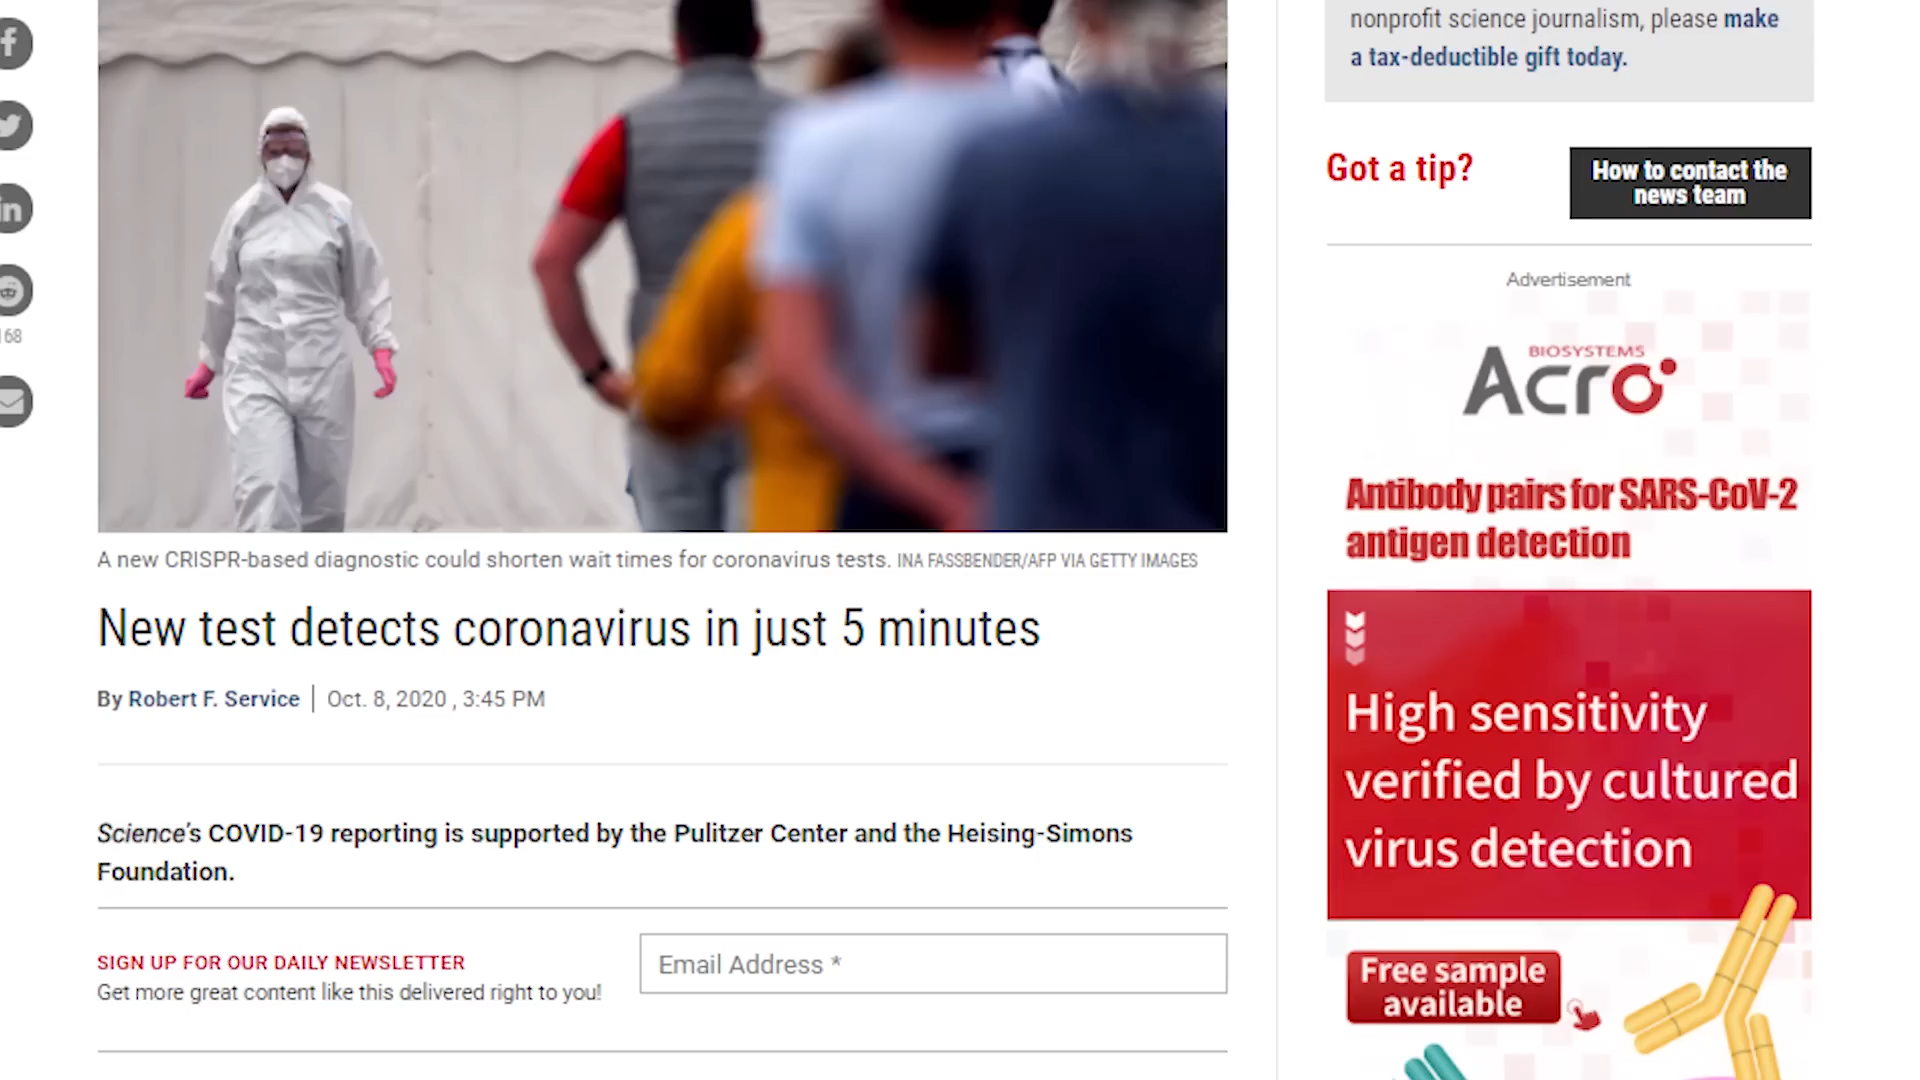 nonprofit science journalism, please make
a tax-deductible gift today.
168
Got a tip?
How to contact the
news team
Advertisement
BIOSYSTEMS
Acro
Antibody pairs for SARS-CoV-2
antigen detection
High sensitivity
verified by cultured
virus detection
Free sample
available
A new CRISPR-based diagnostic could shorten wait times for coronavirus tests. INA FASSBENDER/AFP VIA GETTY IMAGES
New test detects coronavirus in just 5 minutes
By Robert F. Service | Oct. 8, 2020 , 3:45 PM
Science's COVID-19 reporting is supported by the Pulitzer Center and the Heising-Simons
Foundation.
SIGN UP FOR OUR DAILY NEWSLETTER
Get more great content like this delivered right to you!
Email Address *